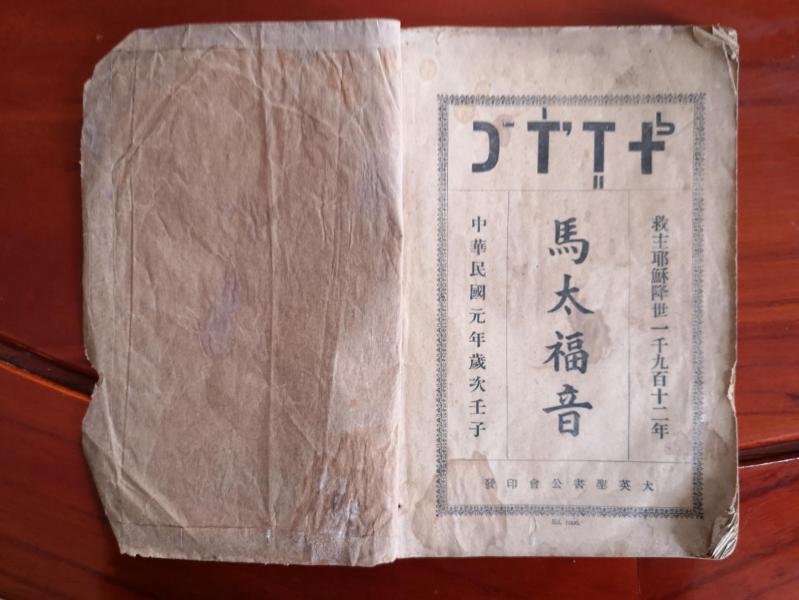 救主耶穌降世一千九百十二年
馬太福音
中華民國元年歲次壬子
大英聖書公會印發